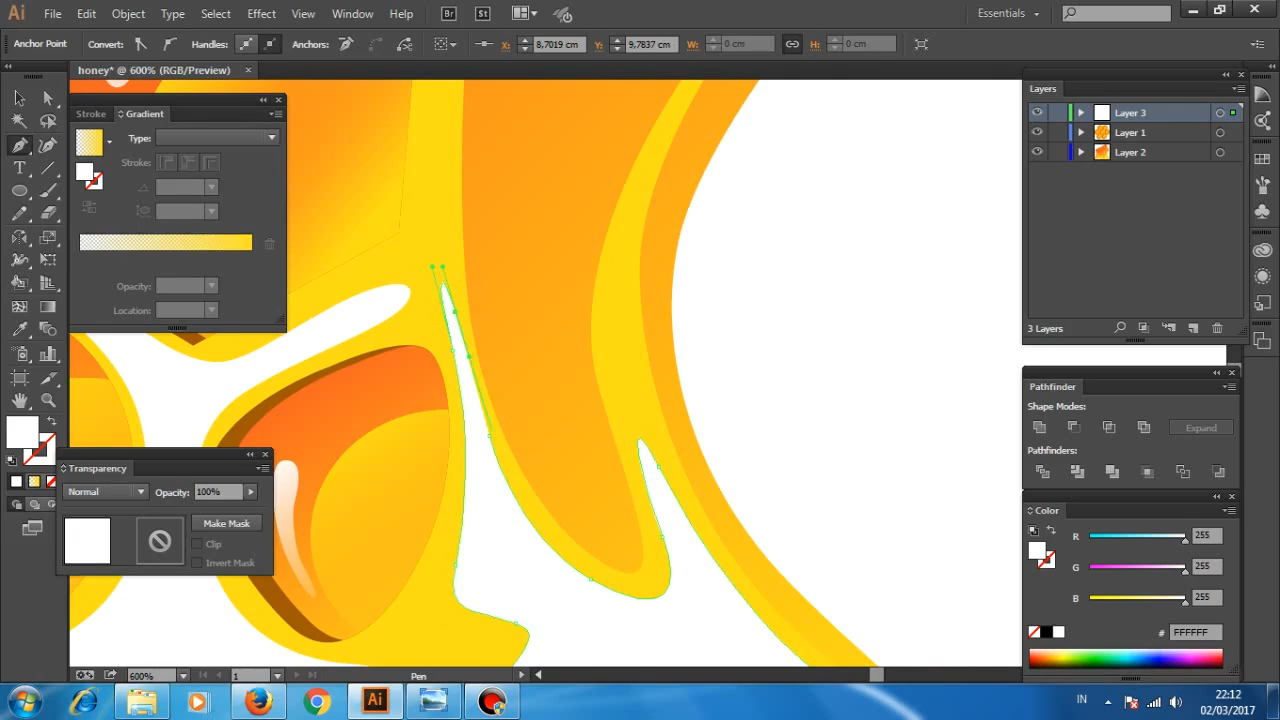 Ai File Edit Object Type Select Effect View Window Help Br St Essentials
Anchor Point Convert: Handles: Anchors: X: 8,7019 cm Y: 9,7837 cm W: 0 cm H: 0 cm
honey* @ 600% (RGB/Preview) ×
Stroke Gradient
Type:
Stroke:
Opacity:
Location:
Layers
Layer 3
Layer 1
Layer 2
3 Layers
Pathfinder
Shape Modes:
Expand
Pathfinders:
Transparency
Normal Opacity: 100%
Make Mask
Clip
Invert Mask
Color
R 255
G 255
B 255
# FFFFFF
600% 1 Pen
Ai IN 22:12
02/03/2017